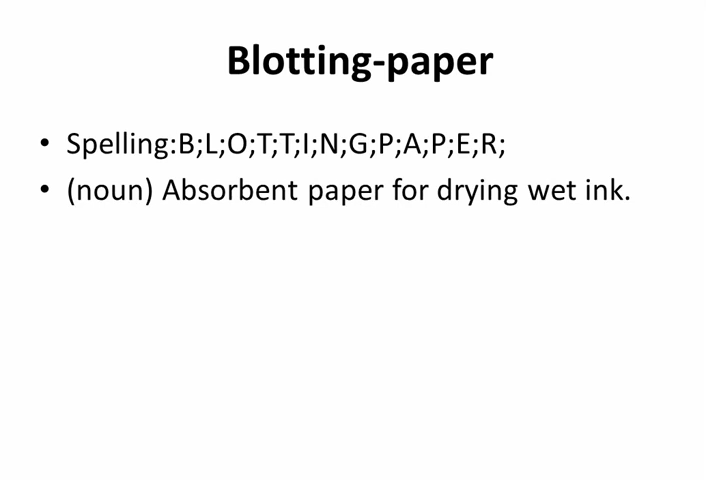 Blotting-paper
• Spelling:B;L;O;T;T;I;N;G;P;A;P;E;R;
• (noun) Absorbent paper for drying wet ink.